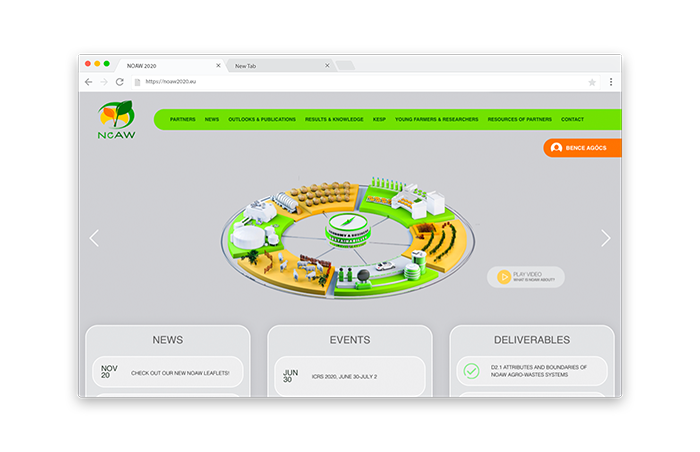 NOAW 2020
New Tab
https://noaw2020.eu
NOAW
PARTNERS NEWS OUTLOOKS & PUBLICATIONS RESULTS & KNOWLEDGE KESP YOUNG FARMERS & RESEARCHERS RESOURCES OF PARTNERS CONTACT
BENCE AGÓCS
PLAY VIDEO
WHAT IS NOAW ABOUT?
NEWS
NOV
20
CHECK OUT OUR NEW NOAW LEAFLETS!
EVENTS
JUN
30
ICRS 2020, JUNE 30-JULY 2
DELIVERABLES
D2.1 ATTRIBUTES AND BOUNDARIES OF
NOAW AGRO-WASTES SYSTEMS